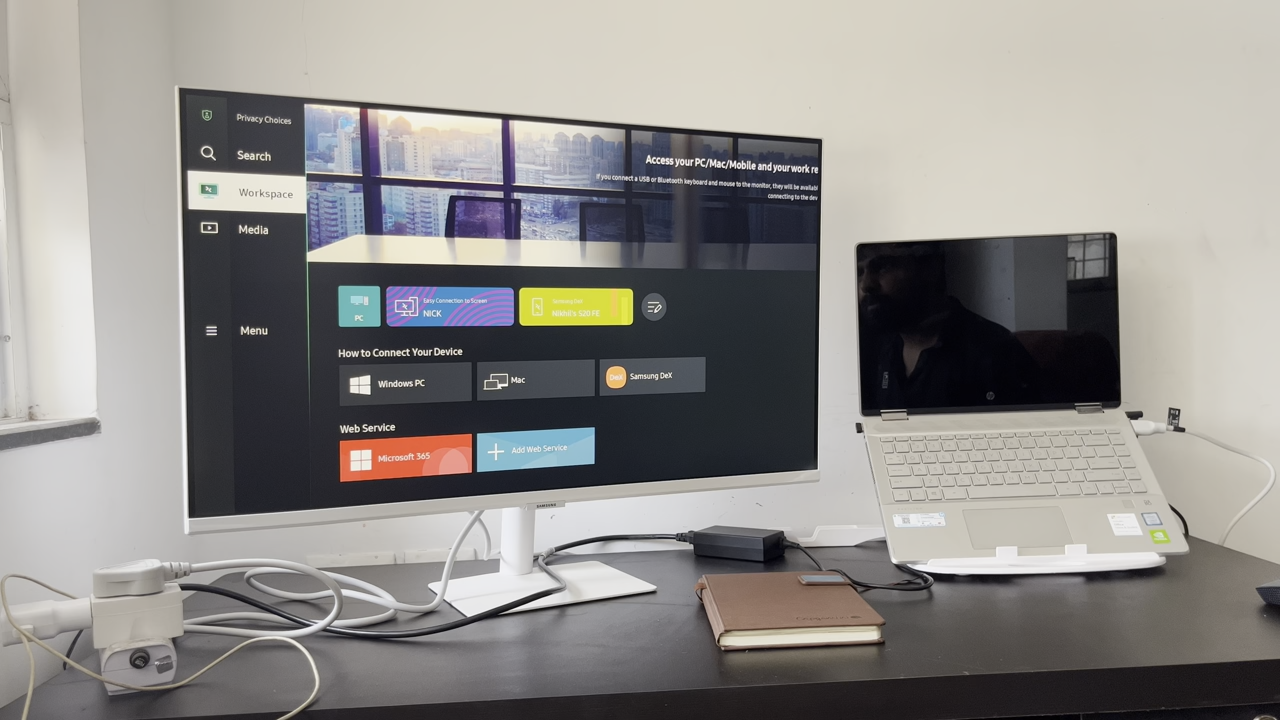 Privacy Choices
Search
Workspace
Media
Menu
Access your PC/Mac/Mobile and your work re
If you connect a USB or Bluetooth keyboard and mouse to the monitor, they will be availabl
connecting to the dev
PC
Easy Connection to Screen
NICK
Samsung DeX
Nikhil's S20 FE
How to Connect Your Device
Windows PC
Mac
DeX
Samsung DeX
Web Service
Microsoft 365
Add Web Service
SAMSUNG
hp